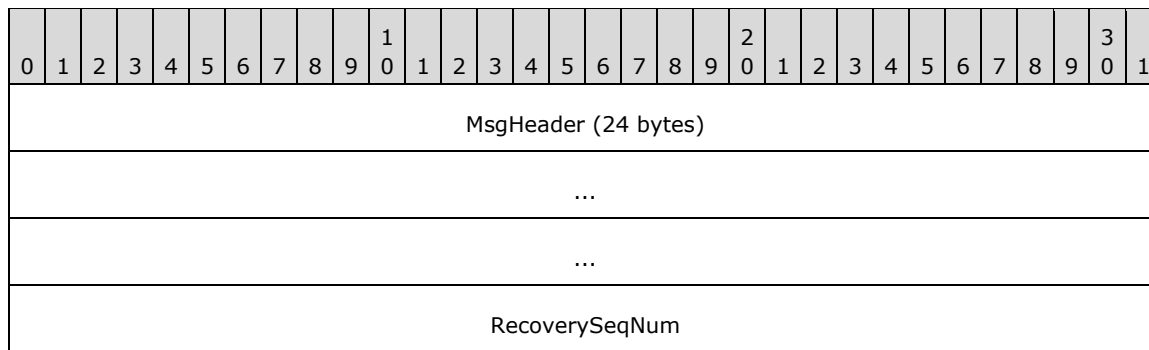 1 2 3
0 1 2 3 4 5 6 7 8 9 0 1 2 3 4 5 6 7 8 9 0 1 2 3 4 5 6 7 8 9 0 1
MsgHeader (24 bytes)
...
...
RecoverySeqNum